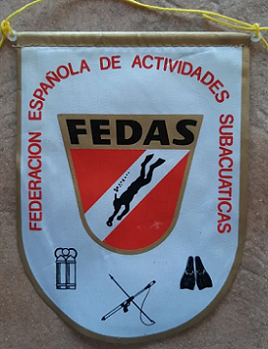 FEDERACION ESPAÑOLA DE ACTIVIDADES SUBACUATICAS
FEDAS